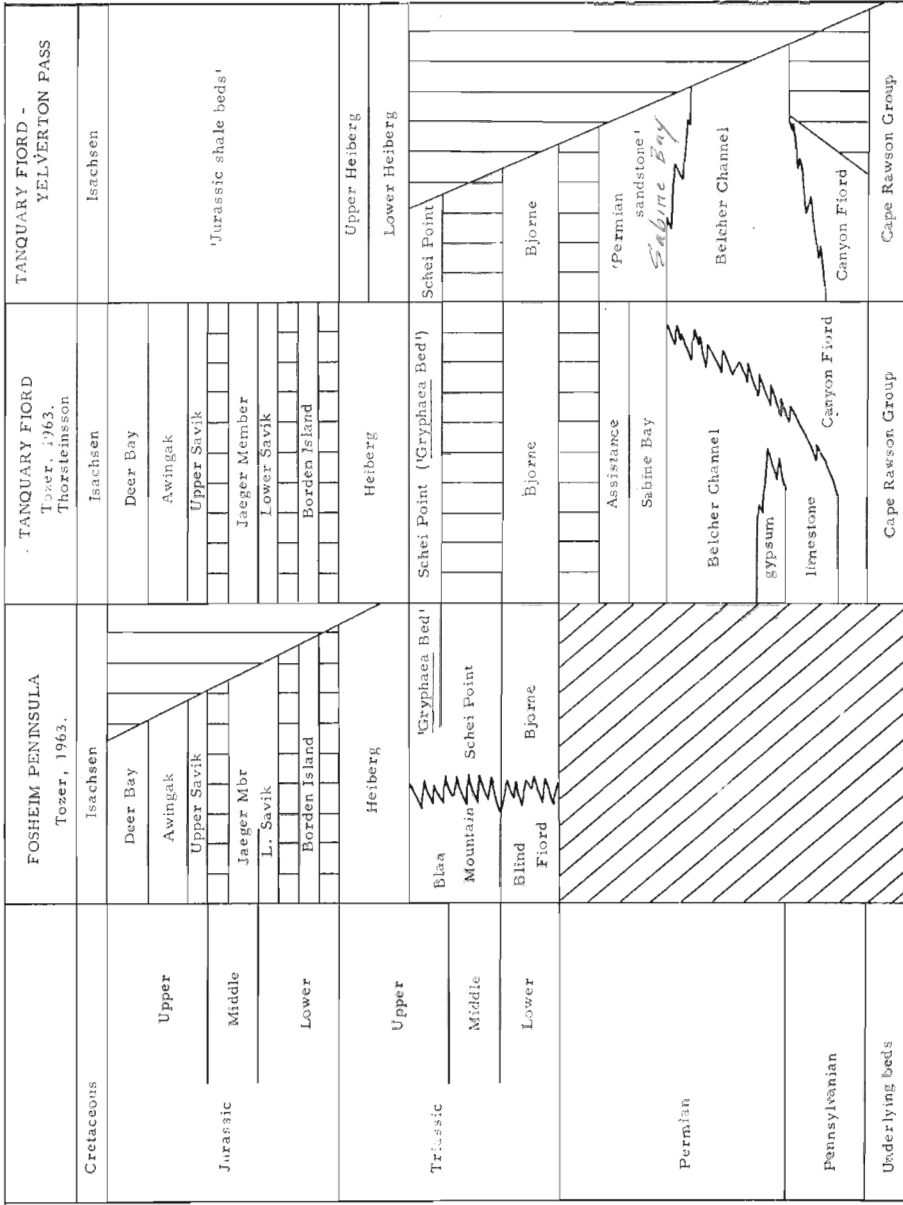 FOSHEIM PENINSULA
Tozer, 1963.
TANQUARY FIORD
Tozer, 1963.
Thorsteinsson
TANQUARY FIORD -
YELVERTON PASS
Cretaceous
Isachsen
Isachsen
Isachsen
Jurassic
Upper
Middle
Lower
Deer Bay
Awingak
Upper Savik
Jaeger Mbr
L. Savik
Borden Island
Deer Bay
Awingak
Upper Savik
Jaeger Member
Lower Savik
Borden Island
'Jurassic shale beds'
Triassic
Upper
Middle
Lower
Heiberg
'Gryphaea Bed'
Blaa
Mountain
Schei Point
Blind
Fiord
Bjorne
Heiberg
Schei Point ('Gryphaea Bed')
Bjorne
Upper Heiberg
Lower Heiberg
Schei Point
Bjorne
Permian
Assistance
Sabine Bay
Belcher Channel
gypsum
'Permian
sandstone'
Sabine Bay
Belcher Channel
Pennsylvanian
limestone
Canyon Fiord
Canyon Fiord
Underlying beds
Cape Rawson Group
Cape Rawson Group